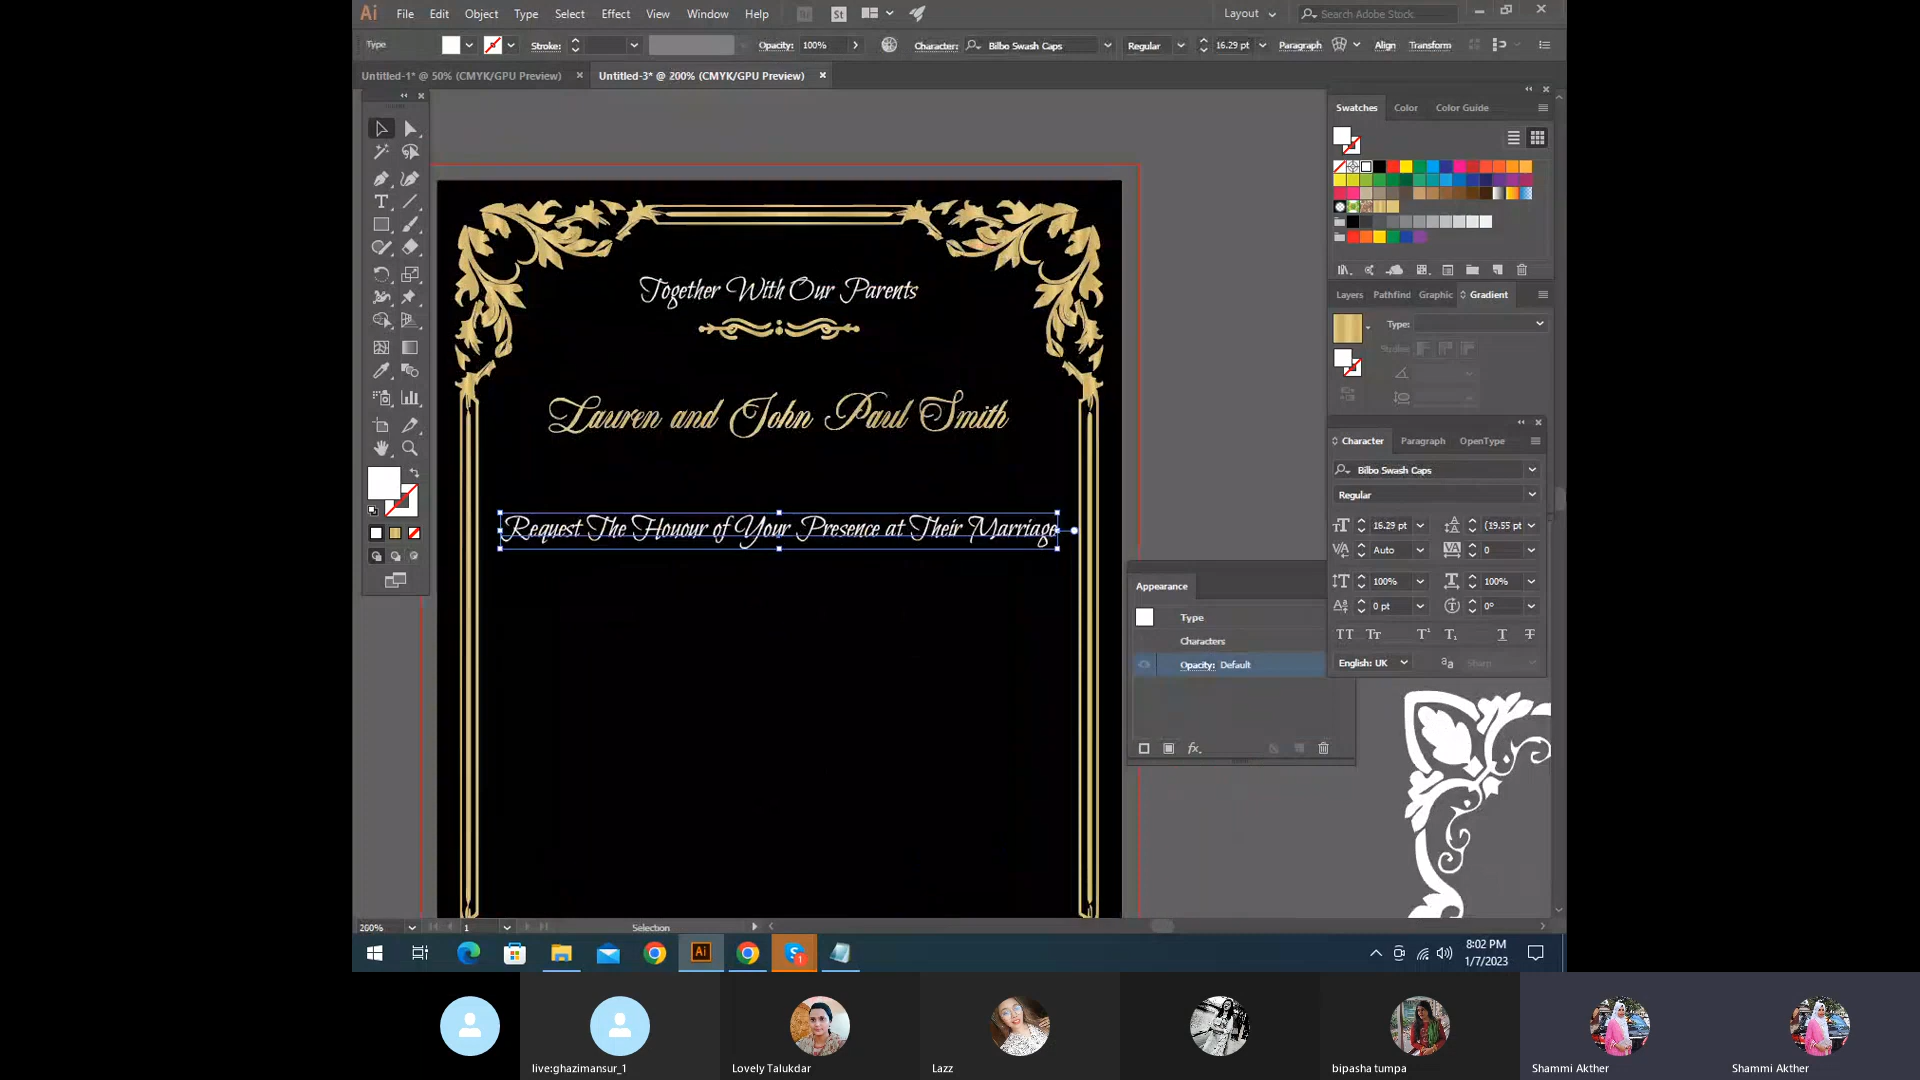 Ai File Edit Object Type Select Effect View Window Help Br St Layout Search Adobe Stock
Type Stroke: Opacity: 100% Character: Bilbo Swash Caps Regular 16.29 pt Paragraph Align Transform
Untitled-1* @ 50% (CMYK/GPU Preview) Untitled-3* @ 200% (CMYK/GPU Preview)
Swatches Color Color Guide
Together With Our Parents
Lauren and John Paul Smith
Request The Honour of Your Presence at Their Marriage
Layers Pathfind Graphic Gradient
Type:
Character Paragraph OpenType
Bilbo Swash Caps
Regular
16.29 pt (19.55 pt
Auto 0
100% 100%
0 pt 0°
English: UK Sharp
Appearance
Type
Characters
Opacity: Default
fx
200% 1 Selection
Ai
1
8:02 PM
1/7/2023
live:ghazimansur_1 Lovely Talukdar Lazz bipasha tumpa Shammi Akther Shammi Akther